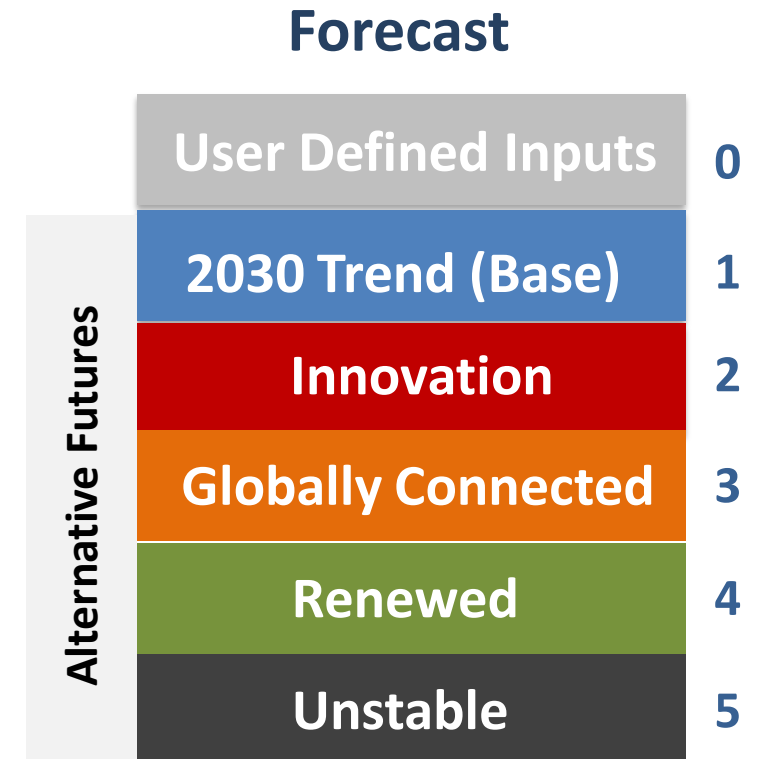 Forecast
User Defined Inputs
0
Alternative Futures
2030 Trend (Base)
1
Innovation
2
Globally Connected
3
Renewed
4
Unstable
5